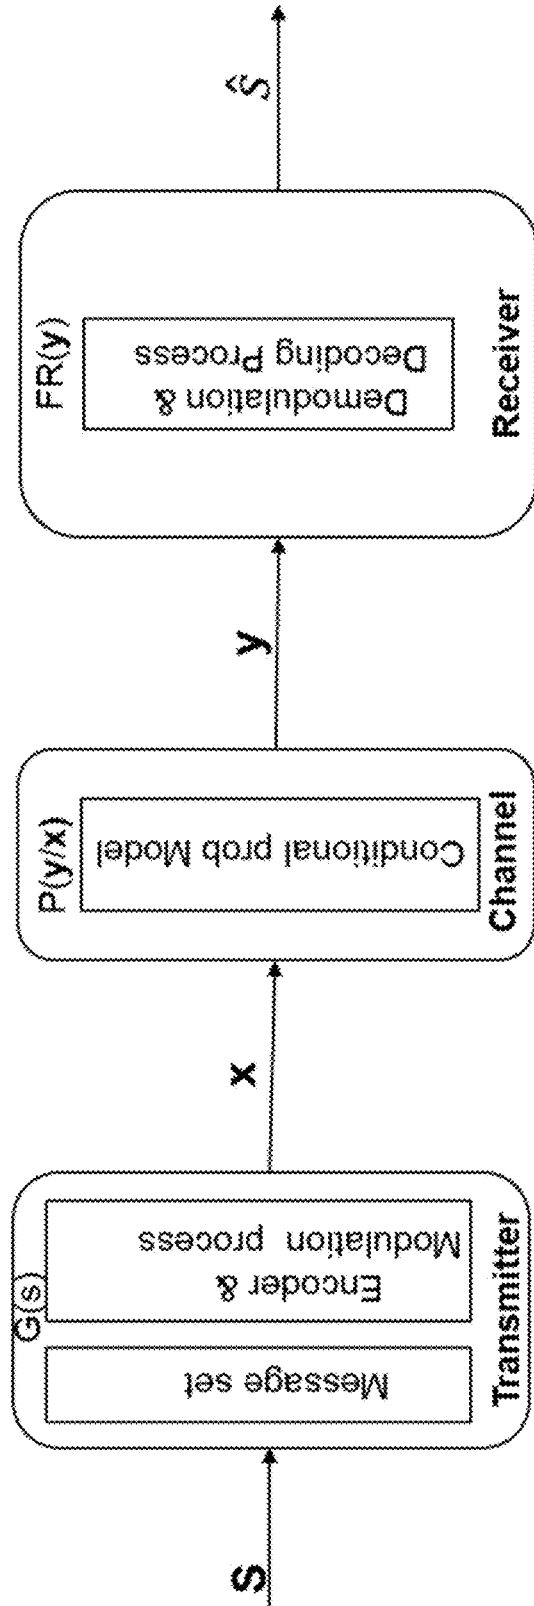 S
G(s)
Message set
Encoder &
Modulation process
Transmitter
x
P(y/x)
Conditional prob Model
Channel
y
FR(y)
Demodulation &
Decoding Process
Receiver
Ŝ